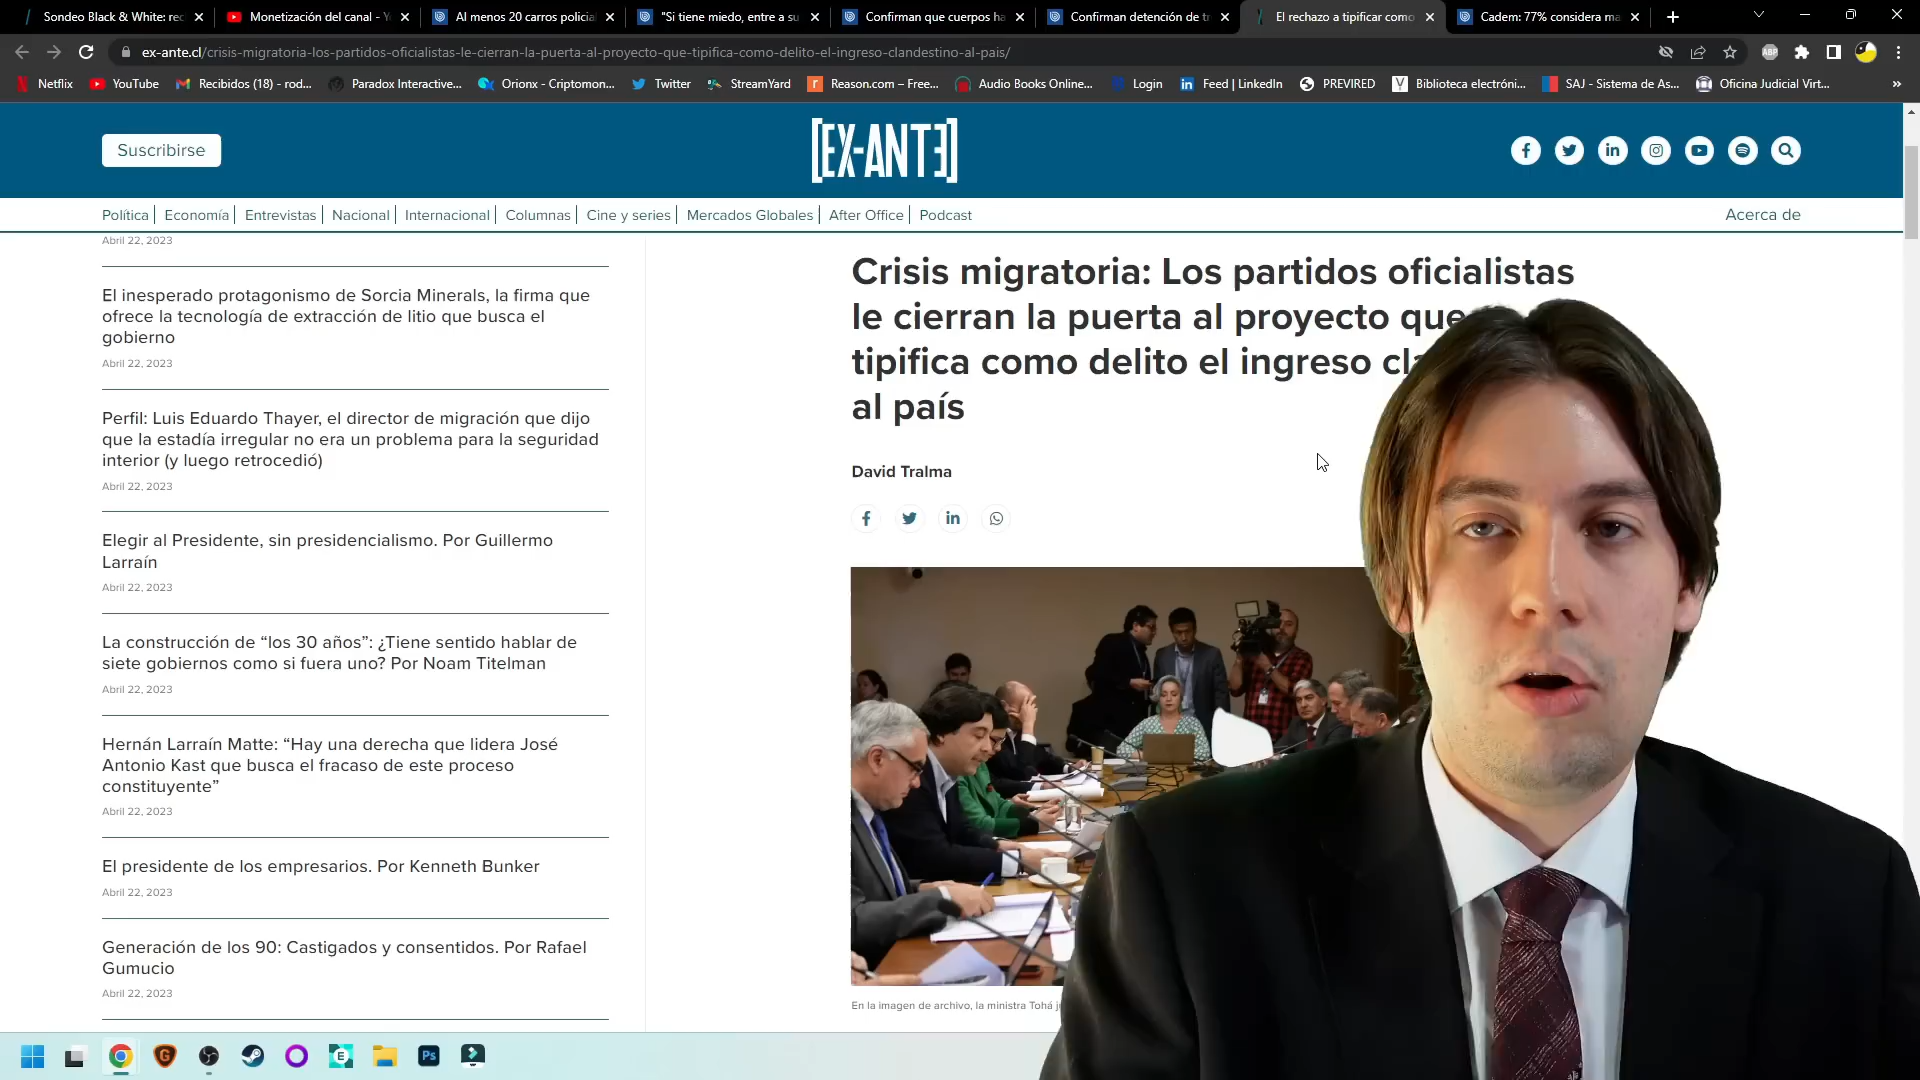 Sondeo Black & White: rec
Monetización del canal - Y
Al menos 20 carros policia
"Si tiene miedo, entre a su
Confirman que cuerpos ha
Confirman detención de t
El rechazo a tipificar como
Cadem: 77% considera ma
ex-ante.cl/crisis-migratoria-los-partidos-oficialistas-le-cierran-la-puerta-al-proyecto-que-tipifica-como-delito-el-ingreso-clandestino-al-pais/
ABP
Netflix
YouTube
Recibidos (18) - rod...
Paradox Interactive...
Orionx - Criptomon...
Twitter
StreamYard
Reason.com – Free...
Audio Books Online...
Login
Feed | LinkedIn
PREVIRED
Biblioteca electróni...
SAJ - Sistema de As...
Oficina Judicial Virt...
Suscribirse
[EX-ANTE]
Política | Economía | Entrevistas | Nacional | Internacional | Columnas | Cine y series | Mercados Globales | After Office | Podcast
Acerca de
Abril 22, 2023
El inesperado protagonismo de Sorcia Minerals, la firma que
ofrece la tecnología de extracción de litio que busca el
gobierno
Abril 22, 2023
Perfil: Luis Eduardo Thayer, el director de migración que dijo
que la estadía irregular no era un problema para la seguridad
interior (y luego retrocedió)
Abril 22, 2023
Elegir al Presidente, sin presidencialismo. Por Guillermo
Larraín
Abril 22, 2023
La construcción de “los 30 años”: ¿Tiene sentido hablar de
siete gobiernos como si fuera uno? Por Noam Titelman
Abril 22, 2023
Hernán Larraín Matte: “Hay una derecha que lidera José
Antonio Kast que busca el fracaso de este proceso
constituyente”
Abril 22, 2023
El presidente de los empresarios. Por Kenneth Bunker
Abril 22, 2023
Generación de los 90: Castigados y consentidos. Por Rafael
Gumucio
Abril 22, 2023
Crisis migratoria: Los partidos oficialistas
le cierran la puerta al proyecto que
tipifica como delito el ingreso cla
al país
David Tralma
En la imagen de archivo, la ministra Tohá j